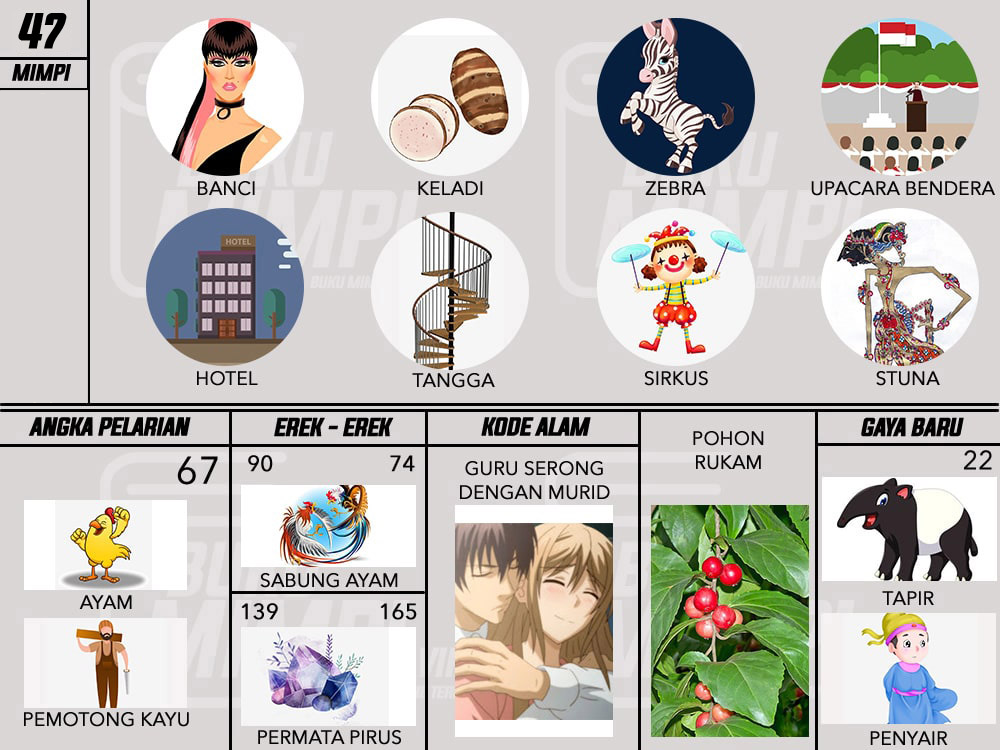 47
MIMPI
BANCI
KELADI
ZEBRA
UPACARA BENDERA
HOTEL
HOTEL
TANGGA
SIRKUS
STUNA
ANGKA PELARIAN
67
AYAM
PEMOTONG KAYU
EREK - EREK
90 74
SABUNG AYAM
139 165
PERMATA PIRUS
KODE ALAM
GURU SERONG
DENGAN MURID
POHON
RUKAM
GAYA BARU
22
TAPIR
PENYAIR
BUKU
MIMPI
BUKU MIMPI